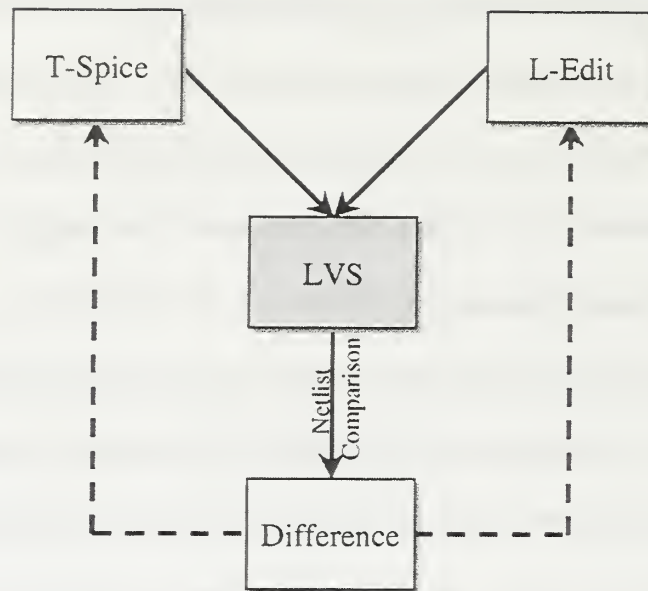 T-Spice
L-Edit
LVS
Netlist
Comparison
Difference